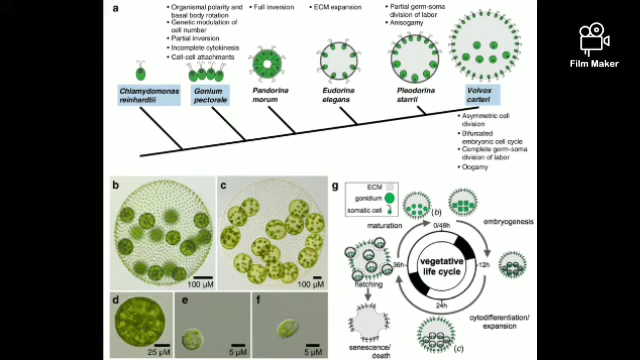 a
• Organismal polarity and
basal body rotation
• Genetic modulation of
cell number
• Partial inversion
• Incomplete cytokinesis
• Cell-cell attachments
• Full inversion
• ECM expansion
• Partial germ-soma
division of labor
• Anisogamy
Chlamydomonas
reinhardtii
Gonium
pectorale
Pandorina
morum
Eudorina
elegans
Pleodorina
starrii
Volvox
carteri
• Asymmetric cell
division
• Bifurcated
embryonic cell cycle
• Complete germ-soma
division of labor
• Oogamy
Film Maker
b
100 µM
c
100 µM
d
25 µM
e
5 µM
f
5 µM
g
ECM
gonidium
somatic cell
(b)
maturation
0/48h
embryogenesis
vegetative
life cycle
36h
12h
hatching
24h
cytodifferentiation/
expansion
senescence/
death
(c)